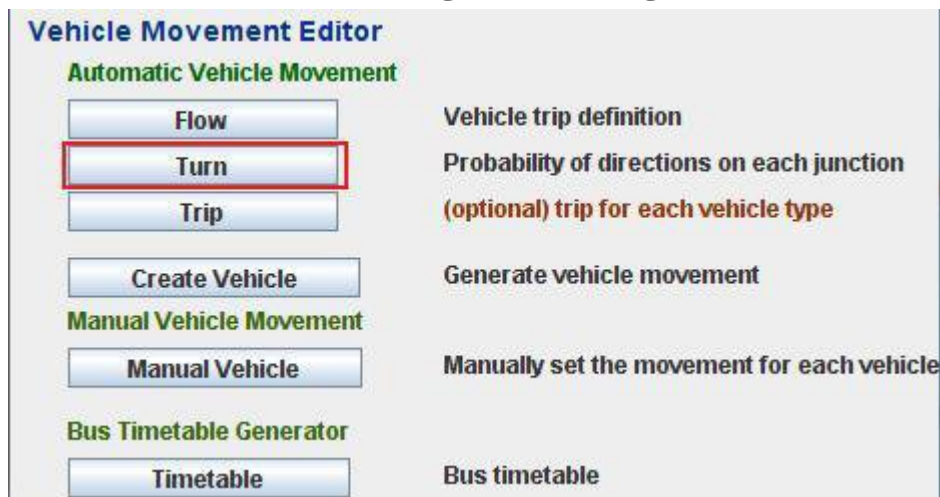 Vehicle Movement Editor
Automatic Vehicle Movement
Flow Vehicle trip definition
Turn Probability of directions on each junction
Trip (optional) trip for each vehicle type
Create Vehicle Generate vehicle movement
Manual Vehicle Movement
Manual Vehicle Manually set the movement for each vehicle
Bus Timetable Generator
Timetable Bus timetable